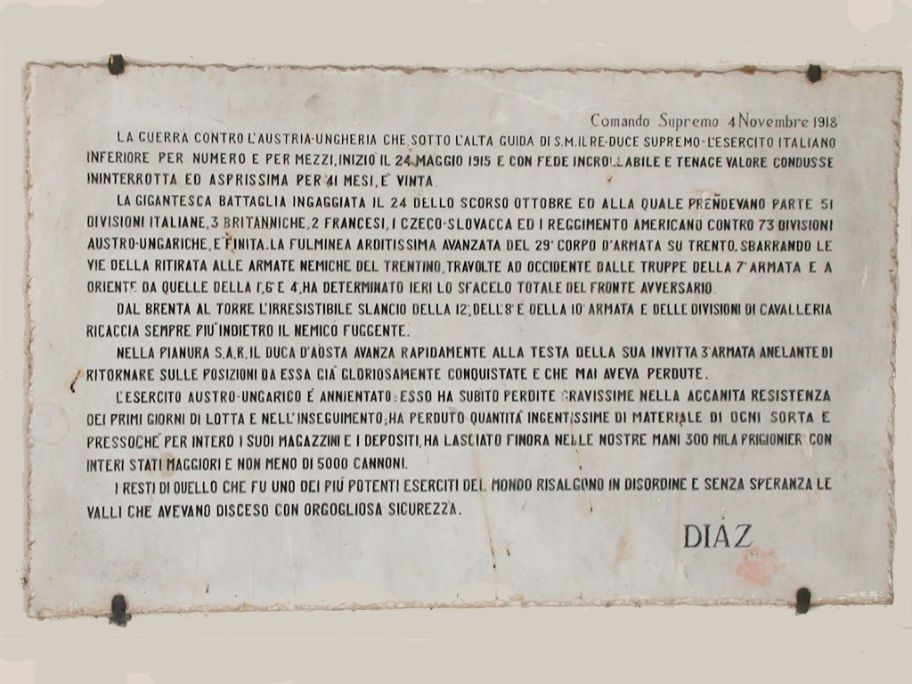 Comando Supremo 4 Novembre 1918
LA GUERRA CONTRO L'AUSTRIA-UNGHERIA CHE, SOTTO L'ALTA GUIDA DI S.M. IL RE-DUCE SUPREMO-L'ESERCITO ITALIANO
INFERIORE PER NUMERO E PER MEZZI, INIZIO IL 24 MAGGIO 1915 E CON FEDE INCROLLABILE E TENACE VALORE CONDUSSE
ININTERROTTA ED ASPRISSIMA PER 41 MESI, E' VINTA.
LA GIGANTESCA BATTAGLIA INGAGGIATA IL 24 DELLO SCORSO OTTOBRE ED ALLA QUALE PRENDEVANO PARTE 51
DIVISIONI ITALIANE, 3 BRITANNICHE, 2 FRANCESI, 1 CZECO-SLOVACCA ED 1 REGGIMENTO AMERICANO CONTRO 73 DIVISIONI
AUSTRO-UNGARICHE, E' FINITA. LA FULMINEA ARDITISSIMA AVANZATA DEL 29° CORPO D'ARMATA SU TRENTO, SBARRANDO LE
VIE DELLA RITIRATA ALLE ARMATE NEMICHE DEL TRENTINO, TRAVOLTE AD OCCIDENTE DALLE TRUPPE DELLA 7ª ARMATA E A
ORIENTE DA QUELLE DELLA 1ª, 6ª E 4ª, HA DETERMINATO IERI LO SFACELO TOTALE DEL FRONTE AVVERSARIO.
DAL BRENTA AL TORRE L'IRRESISTIBILE SLANCIO DELLA 12ª, DELL'8ª E DELLA 10ª ARMATA E DELLE DIVISIONI DI CAVALLERIA
RICACCIA SEMPRE PIU' INDIETRO IL NEMICO FUGGENTE.
NELLA PIANURA S.A.R. IL DUCA D'AOSTA AVANZA RAPIDAMENTE ALLA TESTA DELLA SUA INVITTA 3ª ARMATA ANELANTE DI
RITORNARE SULLE POSIZIONI DA ESSA GIA' GLORIOSAMENTE CONQUISTATE E CHE MAI AVEVA PERDUTE.
L'ESERCITO AUSTRO-UNGARICO É ANNIENTATO: ESSO HA SUBITO PERDITE GRAVISSIME NELLA ACCANITA RESISTENZA
DEI PRIMI GIORNI DI LOTTA E NELL'INSEGUIMENTO; HA PERDUTO QUANTITA' INGENTISSIME DI MATERIALE DI OGNI SORTA E
PRESSOCHE' PER INTERO I SUOI MAGAZZINI E I DEPOSITI, HA LASCIATO FINORA NELLE NOSTRE MANI 300 MILA PRIGIONIERI CON
INTERI STATI MAGGIORI E NON MENO DI 5000 CANNONI.
I RESTI DI QUELLO CHE FU UNO DEI PIÚ POTENTI ESERCITI DEL MONDO RISALGONO IN DISORDINE E SENZA SPERANZA LE
VALLI CHE AVEVANO DISCESO CON ORGOGLIOSA SICUREZZA.
DIAZ